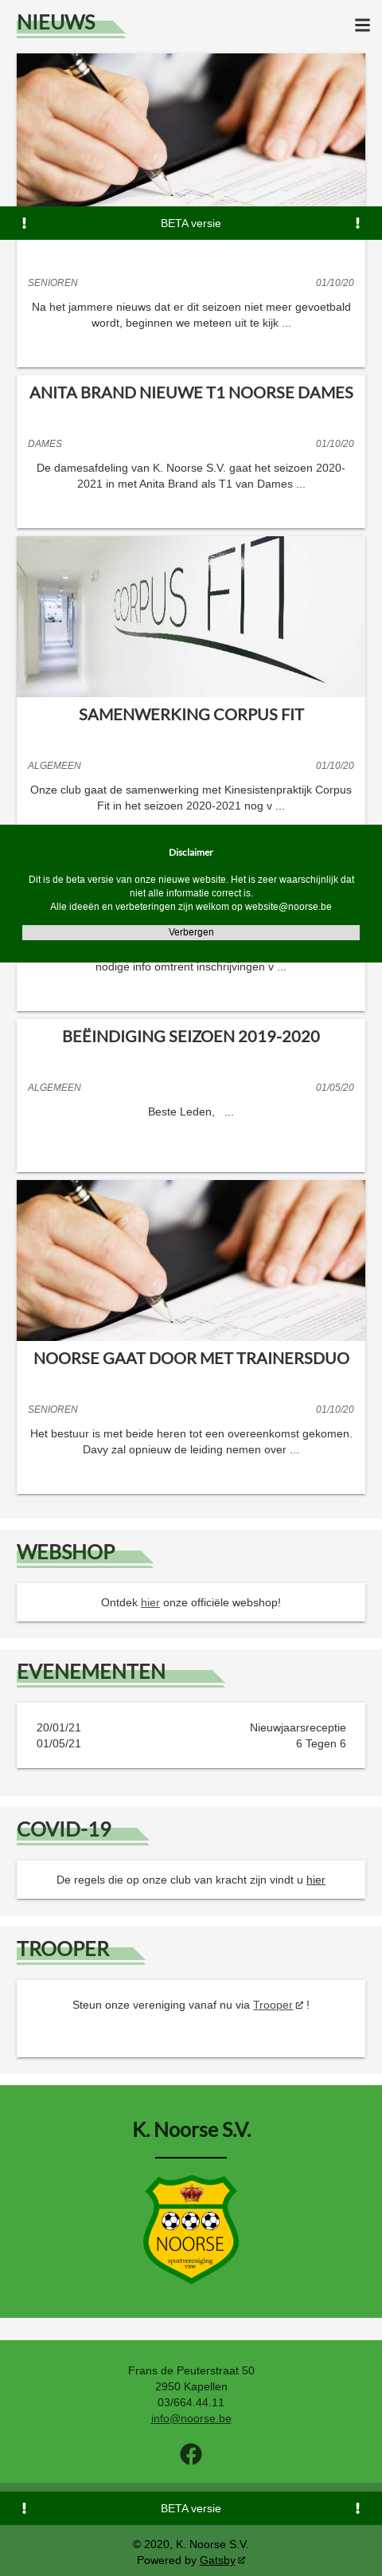 NIEUWS
BETA versie
SENIOREN 01/10/20
Na het jammere nieuws dat er dit seizoen niet meer gevoetbald
wordt, beginnen we meteen uit te kijk ...
ANITA BRAND NIEUWE T1 NOORSE DAMES
DAMES 01/10/20
De damesafdeling van K. Noorse S.V. gaat het seizoen 2020-
2021 in met Anita Brand als T1 van Dames ...
CORPUS FIT
SAMENWERKING CORPUS FIT
ALGEMEEN 01/10/20
Onze club gaat de samenwerking met Kinesistenpraktijk Corpus
Fit in het seizoen 2020-2021 nog v ...
Disclaimer
Dit is de beta versie van onze nieuwe website. Het is zeer waarschijnlijk dat
niet alle informatie correct is.
Alle ideeën en verbeteringen zijn welkom op website@noorse.be
Verbergen
nodige info omtrent inschrijvingen v ...
BEËINDIGING SEIZOEN 2019-2020
ALGEMEEN 01/05/20
Beste Leden, ...
NOORSE GAAT DOOR MET TRAINERSDUO
SENIOREN 01/10/20
Het bestuur is met beide heren tot een overeenkomst gekomen.
Davy zal opnieuw de leiding nemen over ...
WEBSHOP
Ontdek hier onze officiële webshop!
EVENEMENTEN
20/01/21 Nieuwjaarsreceptie
01/05/21 6 Tegen 6
COVID-19
De regels die op onze club van kracht zijn vindt u hier
TROOPER
Steun onze vereniging vanaf nu via Trooper !
K. Noorse S.V.
NOORSE
sportvereniging
vzw
Frans de Peuterstraat 50
2950 Kapellen
03/664.44.11
info@noorse.be
BETA versie
© 2020, K. Noorse S.V.
Powered by Gatsby